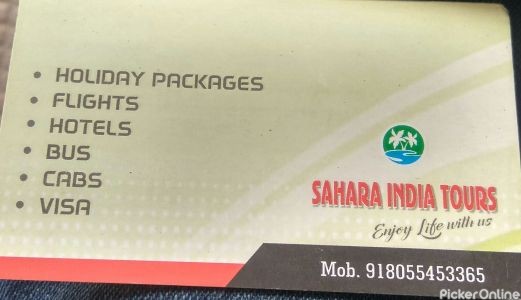 • HOLIDAY PACKAGES
• FLIGHTS
• HOTELS
• BUS
• CABS
• VISA
SAHARA INDIA TOURS
Enjoy Life with us
Mob. 918055453365
PickerOnline